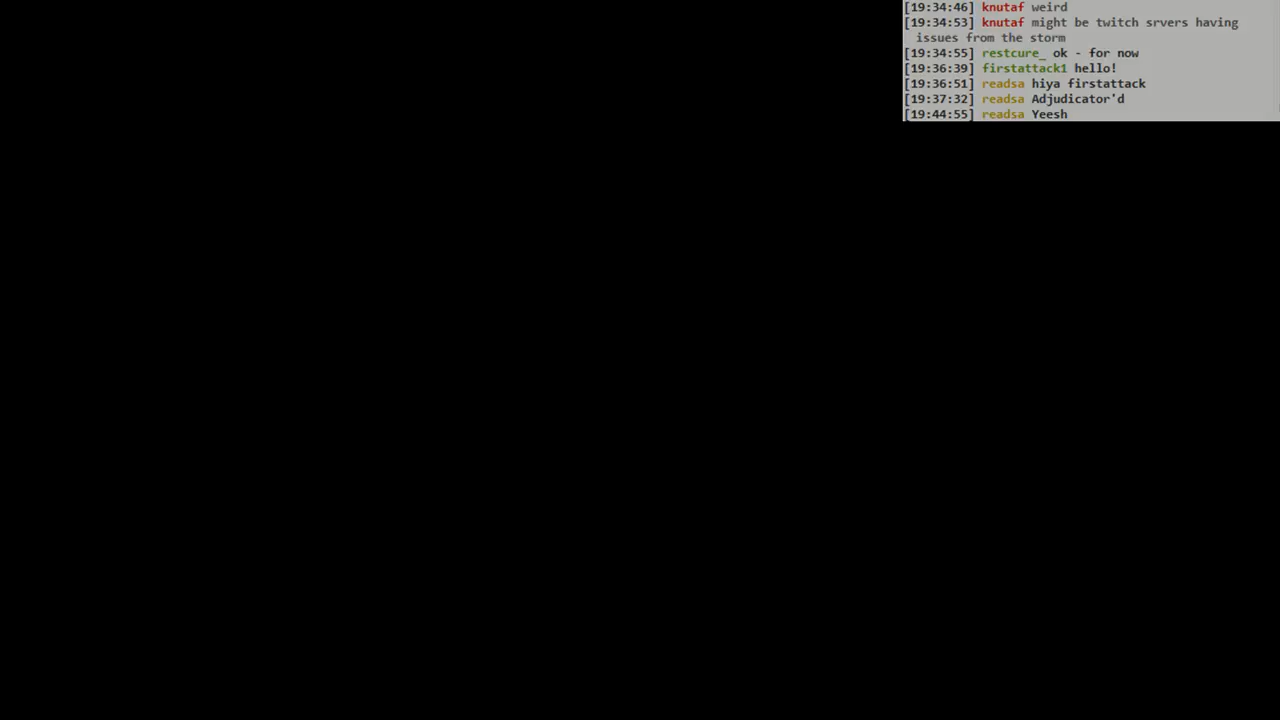 [19:34:46] knutaf weird
[19:34:53] knutaf might be twitch srvers having
issues from the storm
[19:34:55] restcure_ ok - for now
[19:36:39] firstattack1 hello!
[19:36:51] readsa hiya firstattack
[19:37:32] readsa Adjudicator'd
[19:44:55] readsa Yeesh